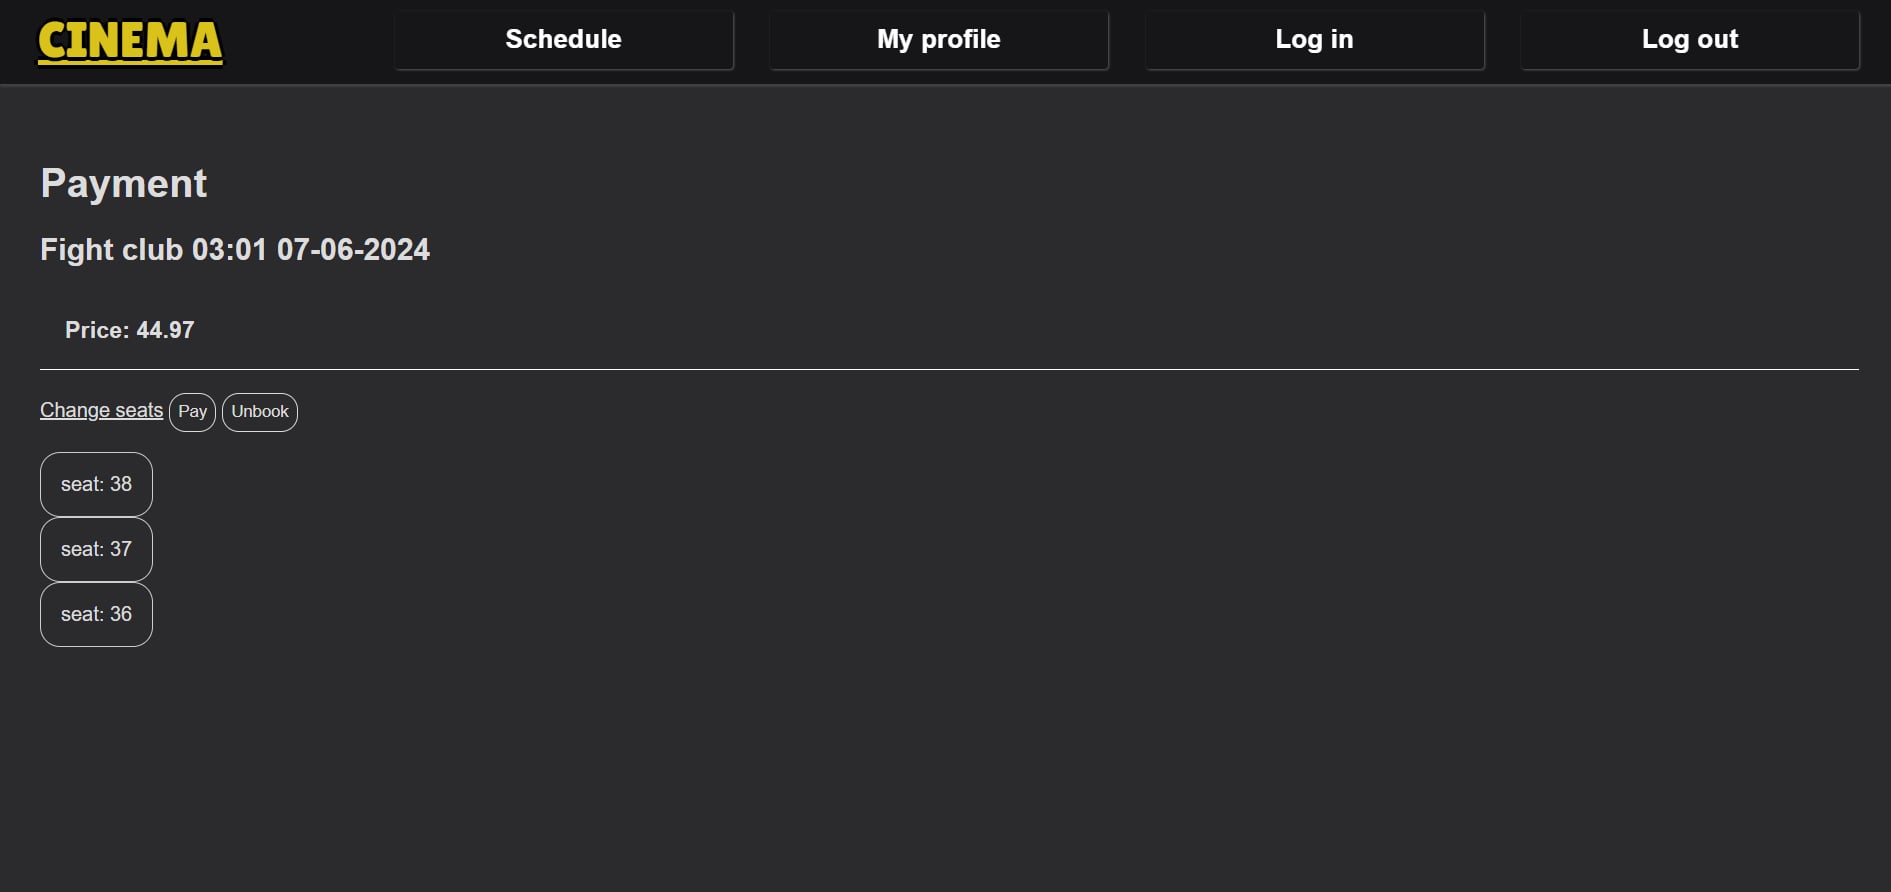 CINEMA Schedule My profile Log in Log out
Payment
Fight club 03:01 07-06-2024
Price: 44.97
Change seats Pay Unbook
seat: 38
seat: 37
seat: 36